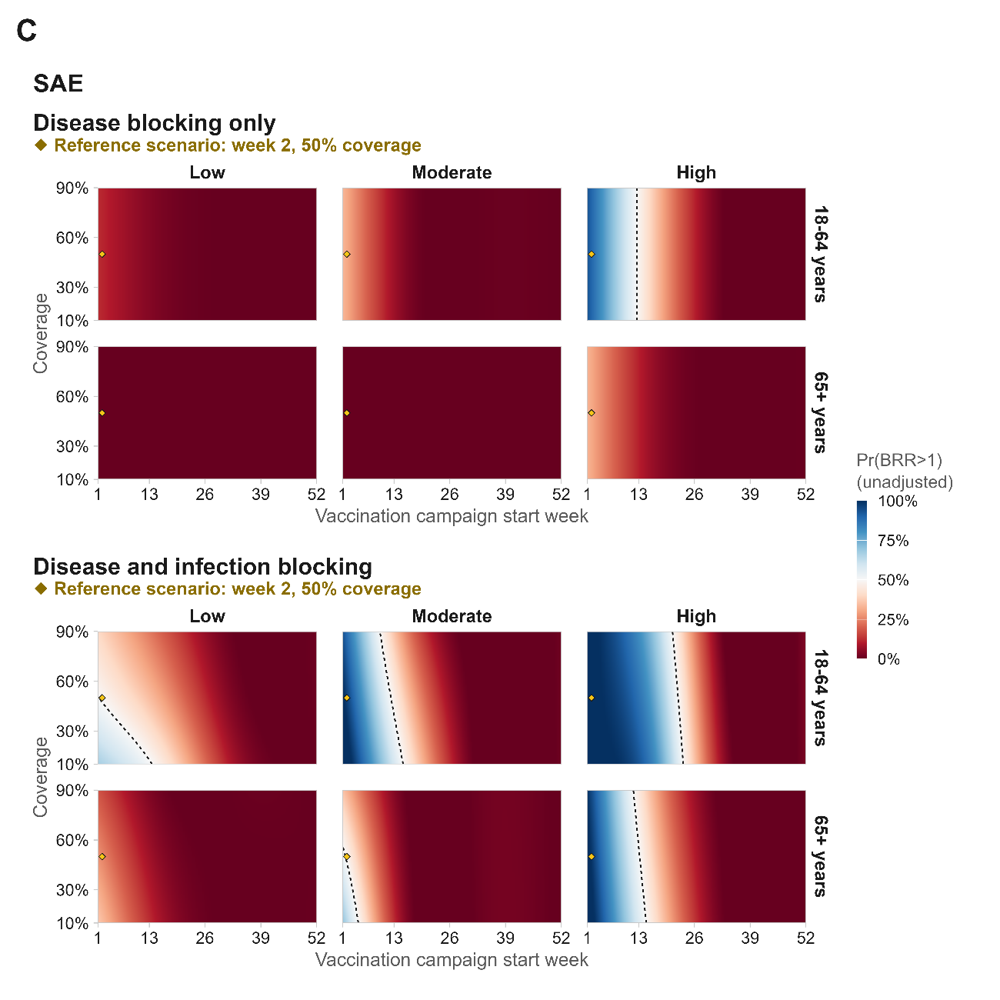 C
SAE
Disease blocking only
Reference scenario: week 2, 50% coverage
Low Moderate High
90%
60%
30%
10%
18-64 years
90%
60%
30%
10%
65+ years
Coverage
1 13 26 39 52 1 13 26 39 52 1 13 26 39 52
Vaccination campaign start week
Pr(BRR>1)
(unadjusted)
100%
75%
50%
25%
0%
Disease and infection blocking
Reference scenario: week 2, 50% coverage
Low Moderate High
90%
60%
30%
10%
18-64 years
90%
60%
30%
10%
65+ years
Coverage
1 13 26 39 52 1 13 26 39 52 1 13 26 39 52
Vaccination campaign start week